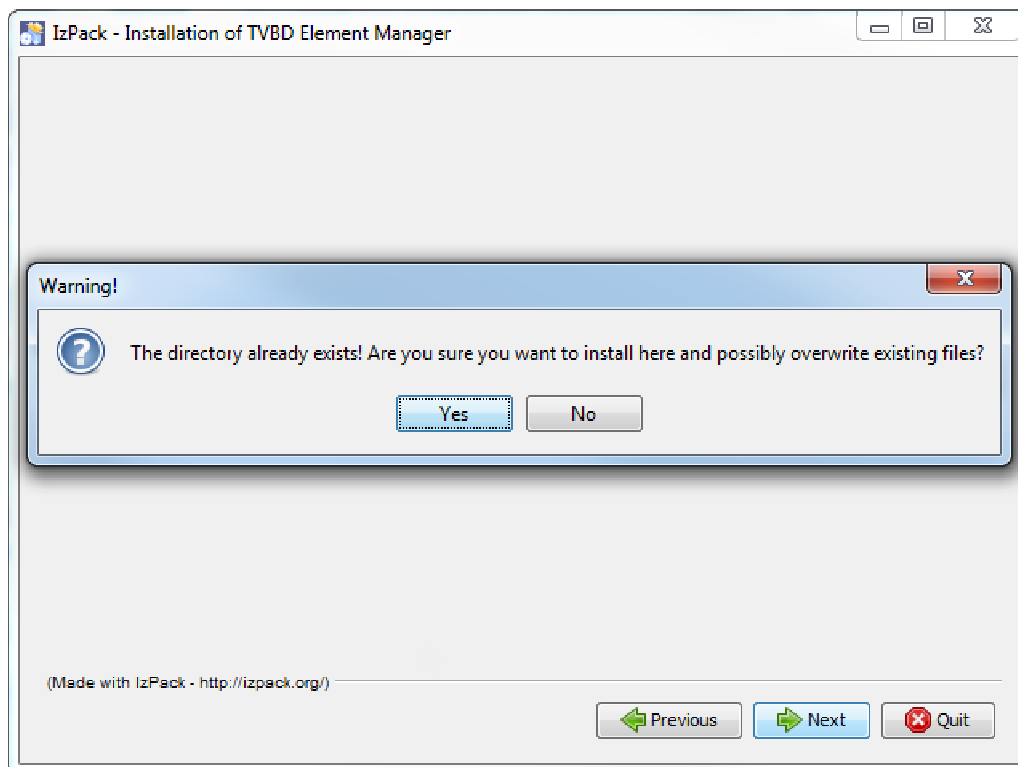 IzPack - Installation of TVBD Element Manager
Warning!
The directory already exists! Are you sure you want to install here and possibly overwrite existing files?
Yes No
(Made with IzPack - http://izpack.org/)
Previous Next Quit